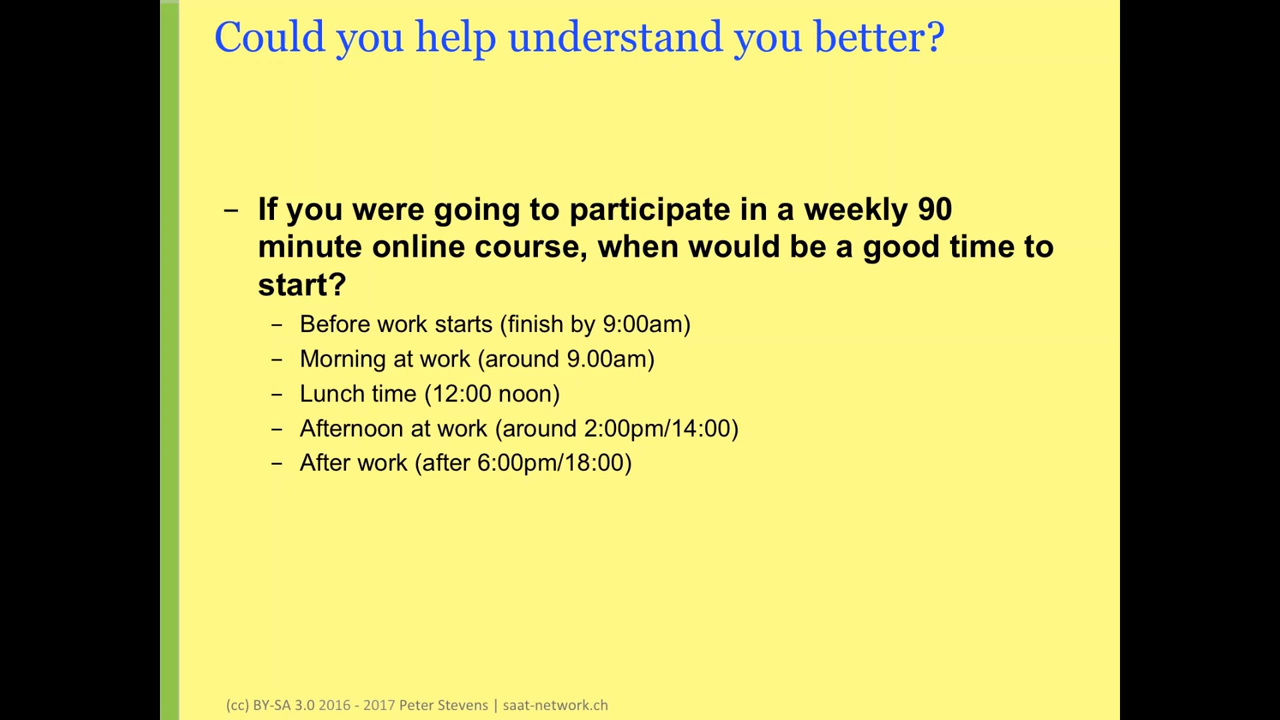 Could you help understand you better?
– If you were going to participate in a weekly 90
minute online course, when would be a good time to
start?
– Before work starts (finish by 9:00am)
– Morning at work (around 9.00am)
– Lunch time (12:00 noon)
– Afternoon at work (around 2:00pm/14:00)
– After work (after 6:00pm/18:00)
(cc) BY-SA 3.0 2016 - 2017 Peter Stevens | saat-network.ch